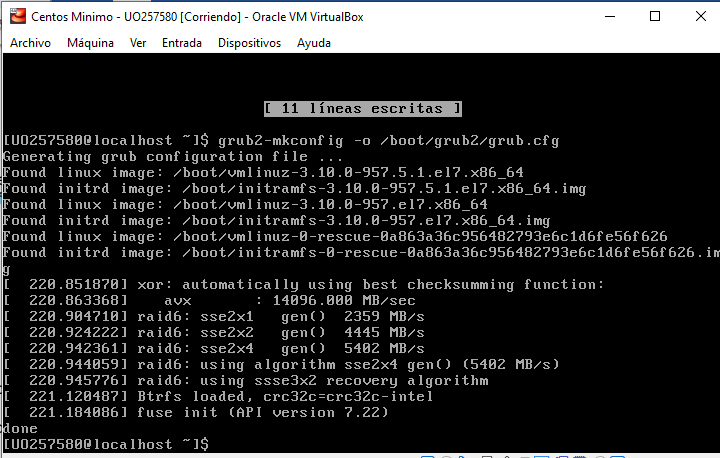 Centos Minimo - UO257580 [Corriendo] - Oracle VM VirtualBox
Archivo Máquina Ver Entrada Dispositivos Ayuda
[ 11 líneas escritas ]
[UO257580@localhost ~]$ grub2-mkconfig -o /boot/grub2/grub.cfg
Generating grub configuration file ...
Found linux image: /boot/vmlinuz-3.10.0-957.5.1.el7.x86_64
Found initrd image: /boot/initramfs-3.10.0-957.5.1.el7.x86_64.img
Found linux image: /boot/vmlinuz-3.10.0-957.el7.x86_64
Found initrd image: /boot/initramfs-3.10.0-957.el7.x86_64.img
Found linux image: /boot/vmlinuz-0-rescue-0a863a36c956482793e6c1d6fe56f626
Found initrd image: /boot/initramfs-0-rescue-0a863a36c956482793e6c1d6fe56f626.im
g
[  220.851870] xor: automatically using best checksumming function:
[  220.863368]    avx       : 14096.000 MB/sec
[  220.904710] raid6: sse2x1   gen()  2359 MB/s
[  220.924222] raid6: sse2x2   gen()  4445 MB/s
[  220.942361] raid6: sse2x4   gen()  5402 MB/s
[  220.944059] raid6: using algorithm sse2x4 gen() (5402 MB/s)
[  220.945776] raid6: using ssse3x2 recovery algorithm
[  221.120487] Btrfs loaded, crc32c=crc32c-intel
[  221.184086] fuse init (API version 7.22)
done
[UO257580@localhost ~]$